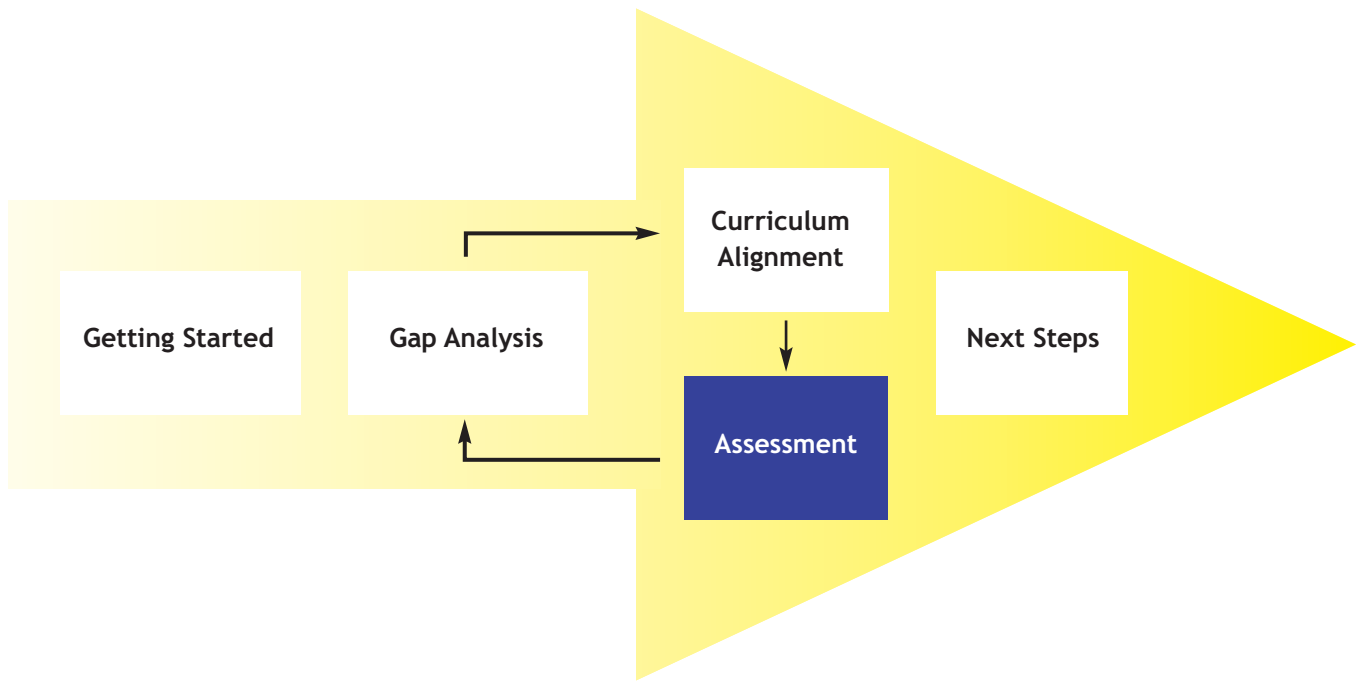 Getting Started
Gap Analysis
Curriculum
Alignment
Assessment
Next Steps